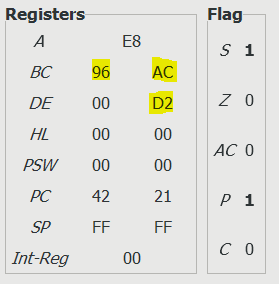 Registers Flag
A E8 S 1
BC 96 AC
DE 00 D2 Z 0
HL 00 00 AC 0
PSW 00 00
PC 42 21 P 1
SP FF FF
Int-Reg 00 C 0